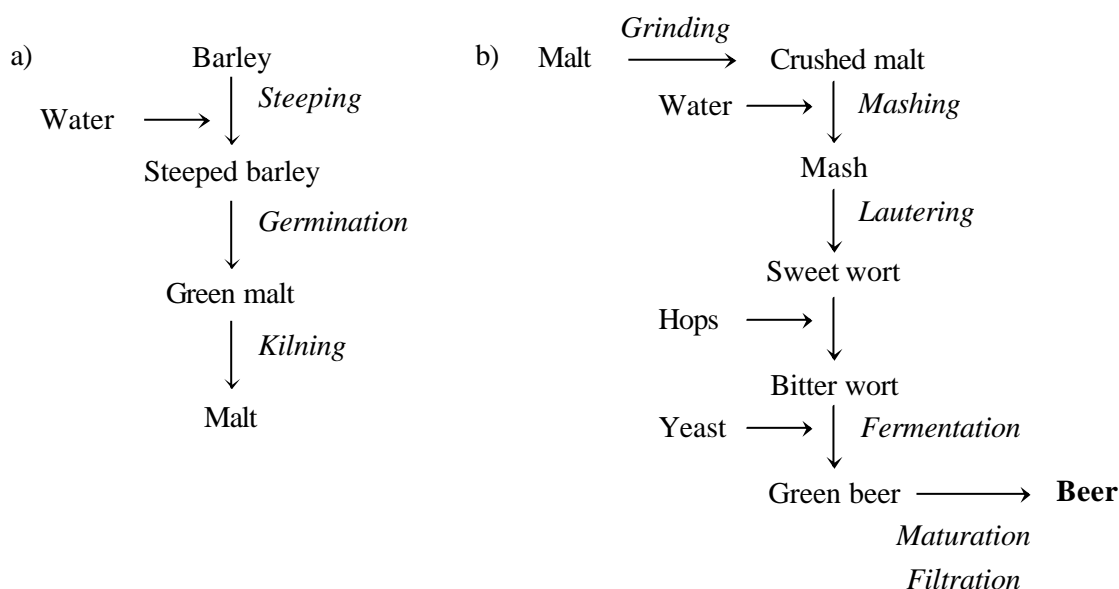 a)
Barley
Steeping
Water
Steeped barley
Germination
Green malt
Kilning
Malt
b)
Malt
Grinding
Crushed malt
Water
Mashing
Mash
Lautering
Sweet wort
Hops
Bitter wort
Yeast
Fermentation
Green beer
Beer
Maturation
Filtration